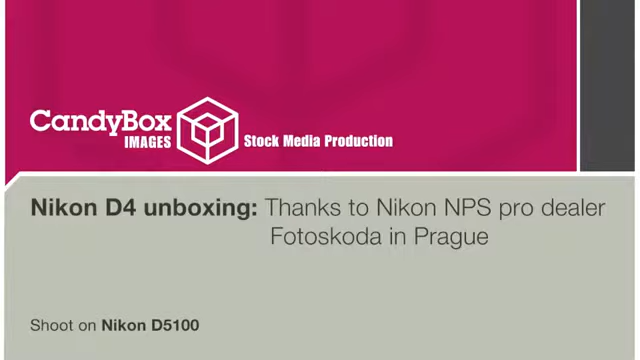 CandyBox
IMAGES
Stock Media Production
Nikon D4 unboxing: Thanks to Nikon NPS pro dealer
Fotoskoda in Prague
Shoot on Nikon D5100